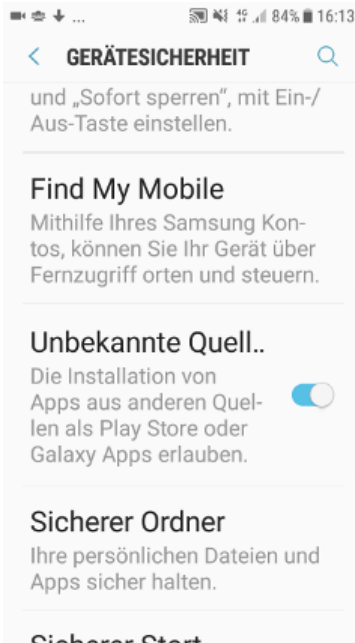 ... 4G 84% 16:13
GERÄTESICHERHEIT
und „Sofort sperren“, mit Ein-/
Aus-Taste einstellen.
Find My Mobile
Mithilfe Ihres Samsung Kon-
tos, können Sie Ihr Gerät über
Fernzugriff orten und steuern.
Unbekannte Quell..
Die Installation von
Apps aus anderen Quel-
len als Play Store oder
Galaxy Apps erlauben.
Sicherer Ordner
Ihre persönlichen Dateien und
Apps sicher halten.
Sicherer Start